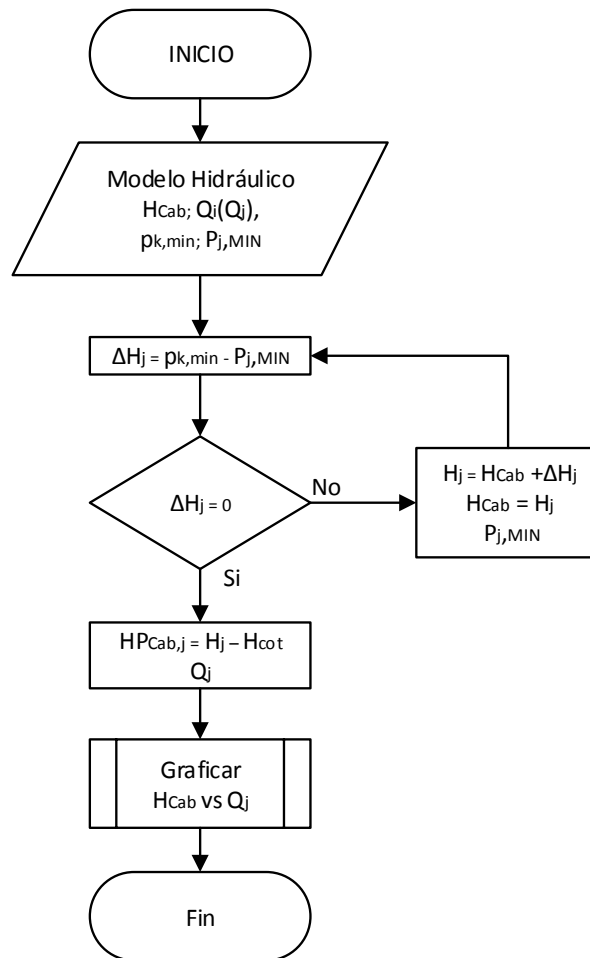 INICIO
Modelo Hidráulico
HCab; Qi(Qj),
pk,min; Pj,MIN
ΔHj = pk,min - Pj,MIN
ΔHj = 0
No
Hj = HCab +ΔHj
HCab = Hj
Pj,MIN
Si
HPCab,j = Hj – Hcot
Qj
Graficar
HCab vs Qj
Fin